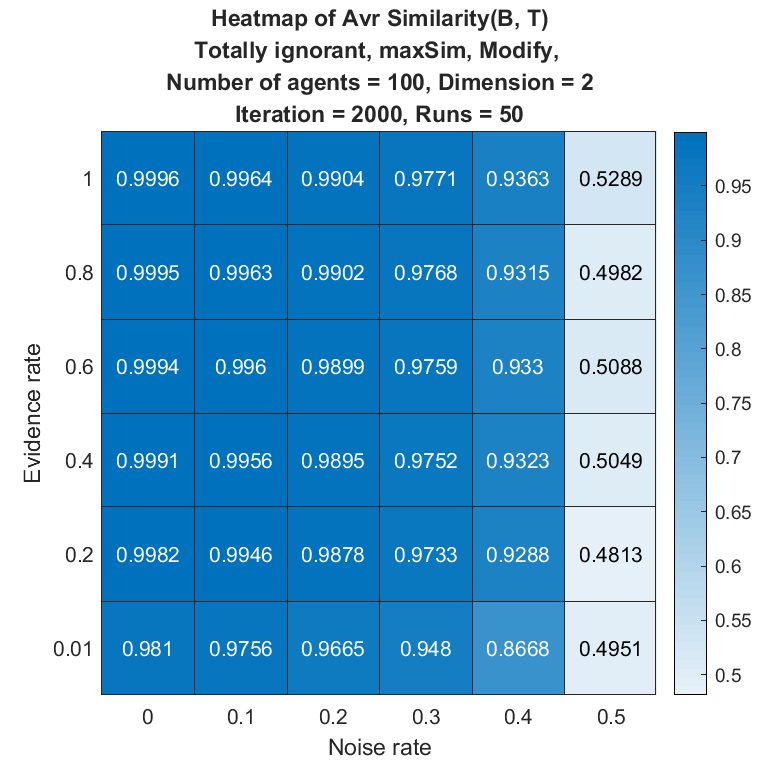 Heatmap of Avr Similarity(B, T)
Totally ignorant, maxSim, Modify,
Number of agents = 100, Dimension = 2
Iteration = 2000, Runs = 50
1 0.9996 0.9964 0.9904 0.9771 0.9363 0.5289
0.8 0.9995 0.9963 0.9902 0.9768 0.9315 0.4982
0.6 0.9994 0.996 0.9899 0.9759 0.933 0.5088
0.4 0.9991 0.9956 0.9895 0.9752 0.9323 0.5049
0.2 0.9982 0.9946 0.9878 0.9733 0.9288 0.4813
0.01 0.981 0.9756 0.9665 0.948 0.8668 0.4951
0 0.1 0.2 0.3 0.4 0.5
Noise rate
Evidence rate
0.95
0.9
0.85
0.8
0.75
0.7
0.65
0.6
0.55
0.5